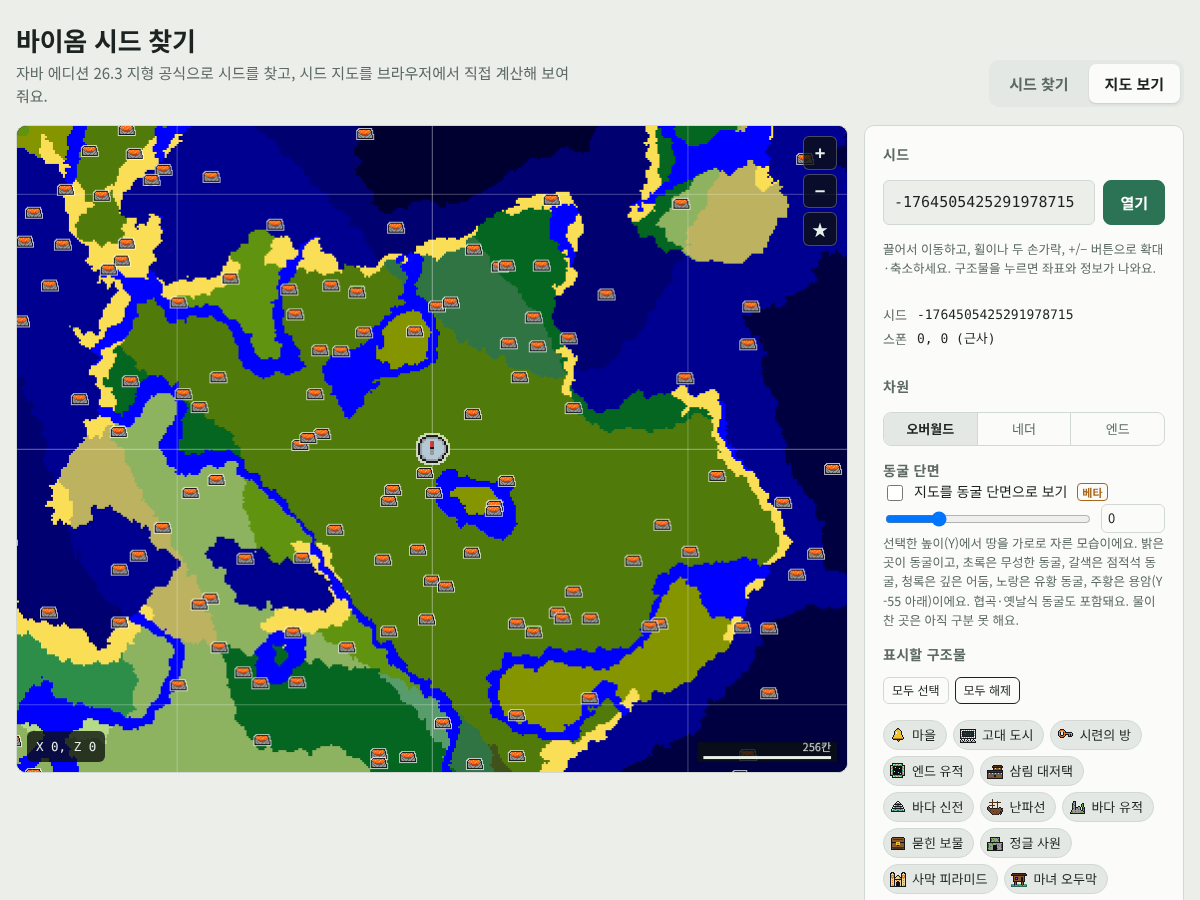 바이옴 시드 찾기
자바 에디션 26.3 지형 공식으로 시드를 찾고, 시드 지도를 브라우저에서 직접 계산해 보여
줘요.
시드 찾기
지도 보기
+
−
★
X 0, Z 0
256칸
시드
-1764505425291978715
열기
끌어서 이동하고, 휠이나 두 손가락, +/− 버튼으로 확대
·축소하세요. 구조물을 누르면 좌표와 정보가 나와요.
시드 -1764505425291978715
스폰 0, 0 (근사)
차원
오버월드
네더
엔드
동굴 단면
지도를 동굴 단면으로 보기 베타
0
선택한 높이(Y)에서 땅을 가로로 자른 모습이에요. 밝은
곳이 동굴이고, 초록은 무성한 동굴, 갈색은 점적석 동
굴, 청록은 깊은 어둠, 노랑은 유황 동굴, 주황은 용암(Y
-55 아래)이에요. 협곡·옛날식 동굴도 포함돼요. 물이
찬 곳은 아직 구분 못 해요.
표시할 구조물
모두 선택
모두 해제
마을
고대 도시
시련의 방
엔드 유적
삼림 대저택
바다 신전
난파선
바다 유적
묻힌 보물
정글 사원
사막 피라미드
마녀 오두막